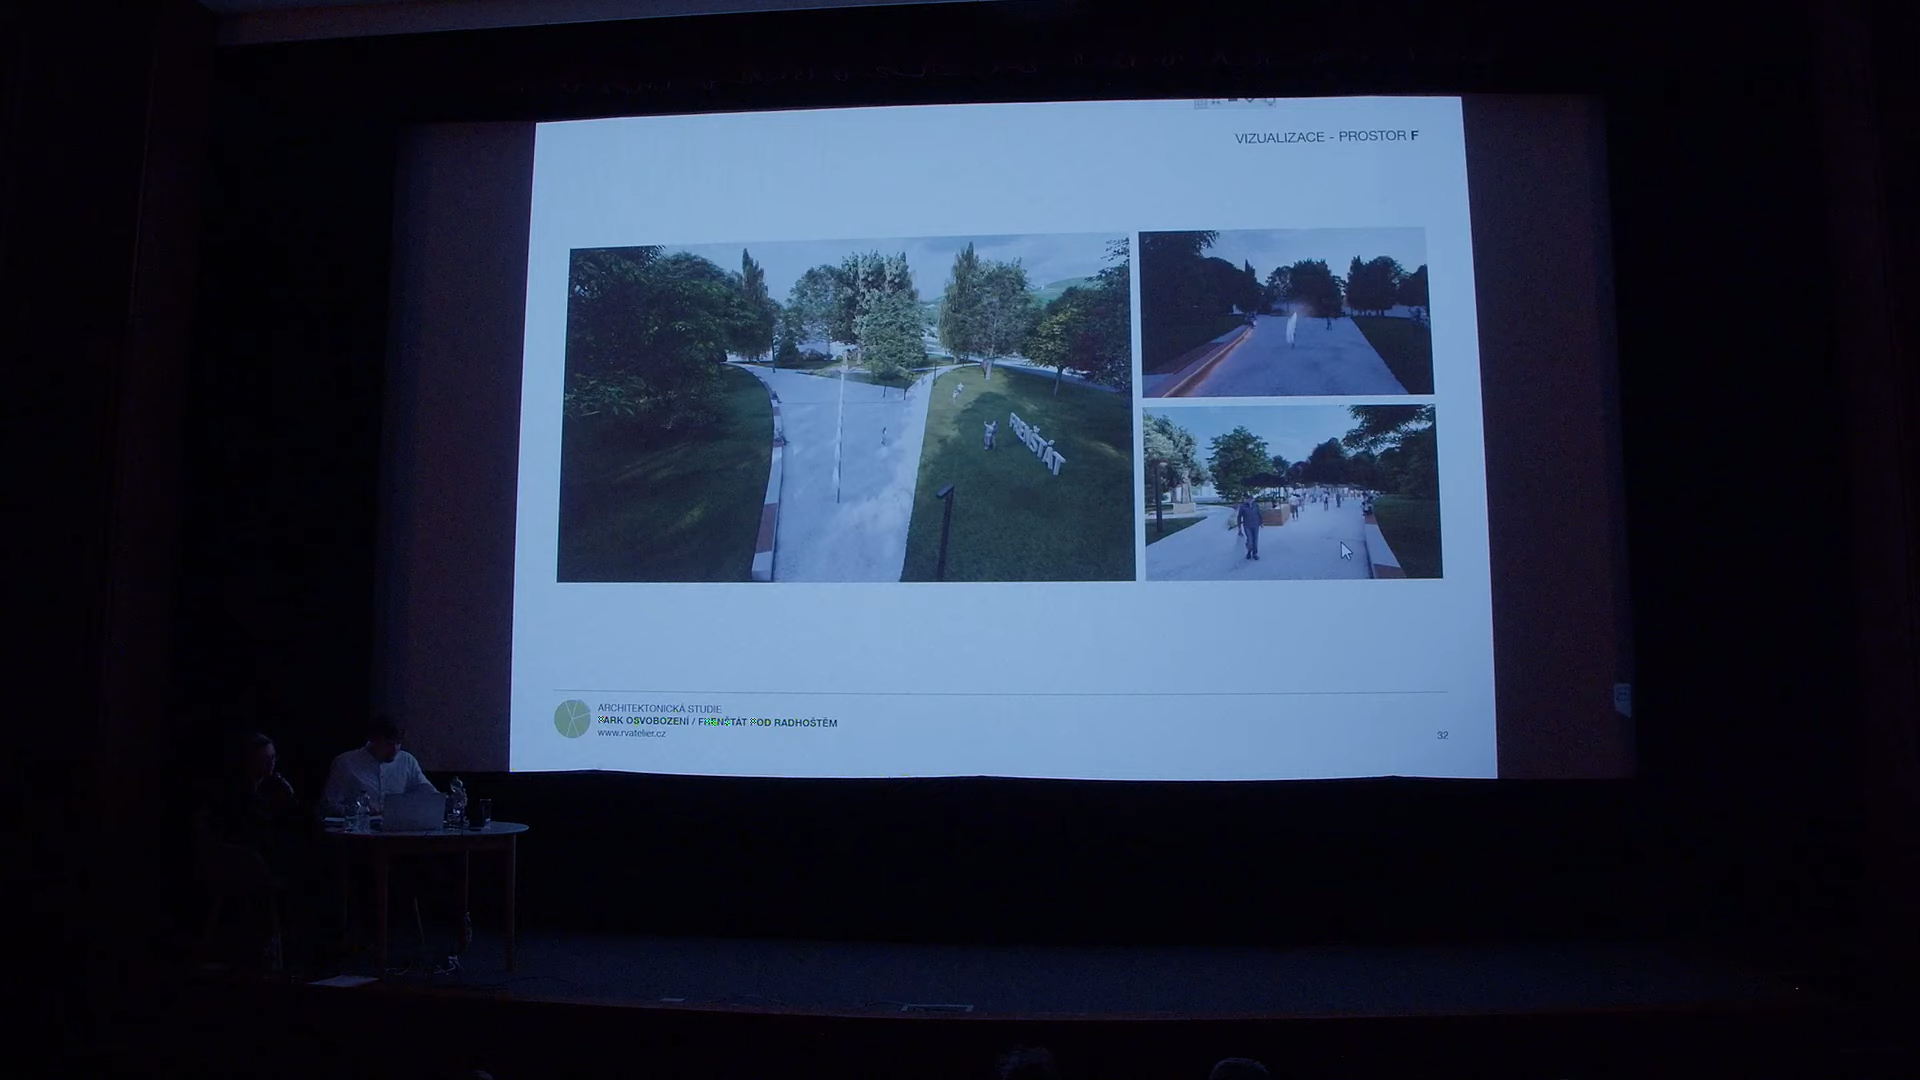 VIZUALIZACE - PROSTOR F
FRENŠTÁT
ARCHITEKTONICKÁ STUDIE
PARK OSVOBOZENÍ / FRENŠTÁT POD RADHOŠTĚM
www.rvatelier.cz
32